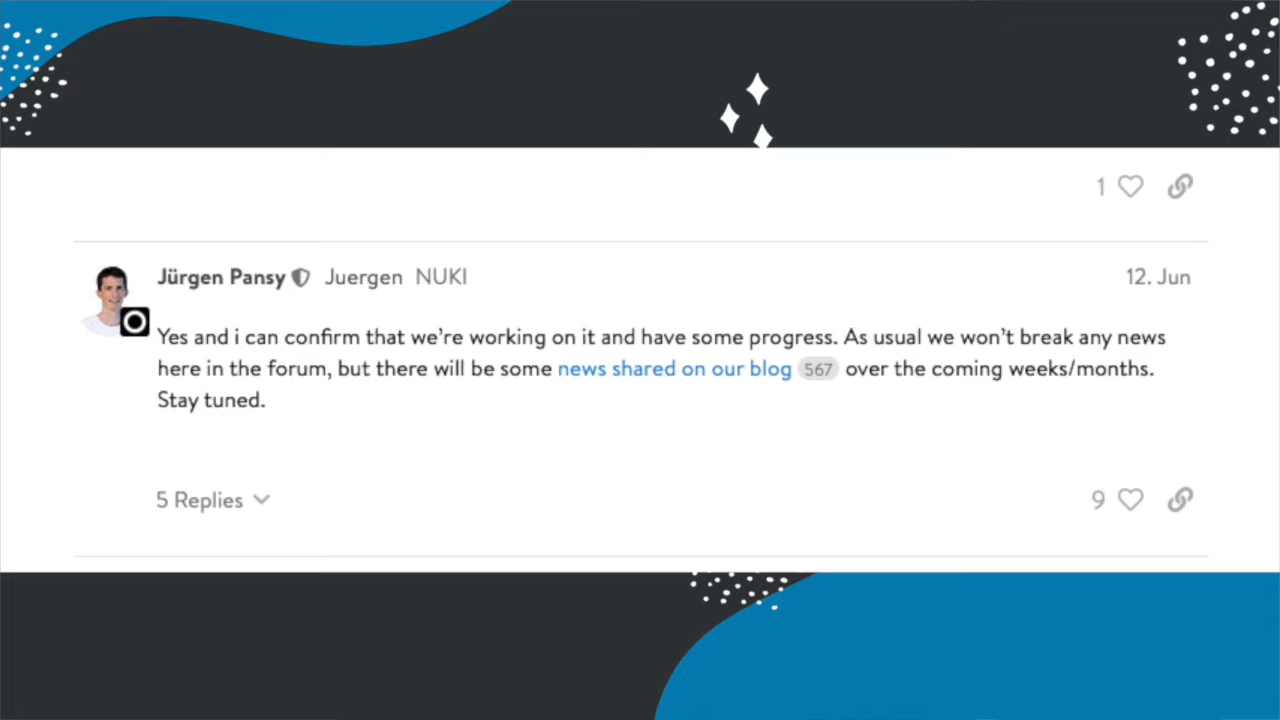 1
Jürgen Pansy Juergen NUKI 12. Jun
Yes and i can confirm that we’re working on it and have some progress. As usual we won’t break any news
here in the forum, but there will be some news shared on our blog 567 over the coming weeks/months.
Stay tuned.
5 Replies 9